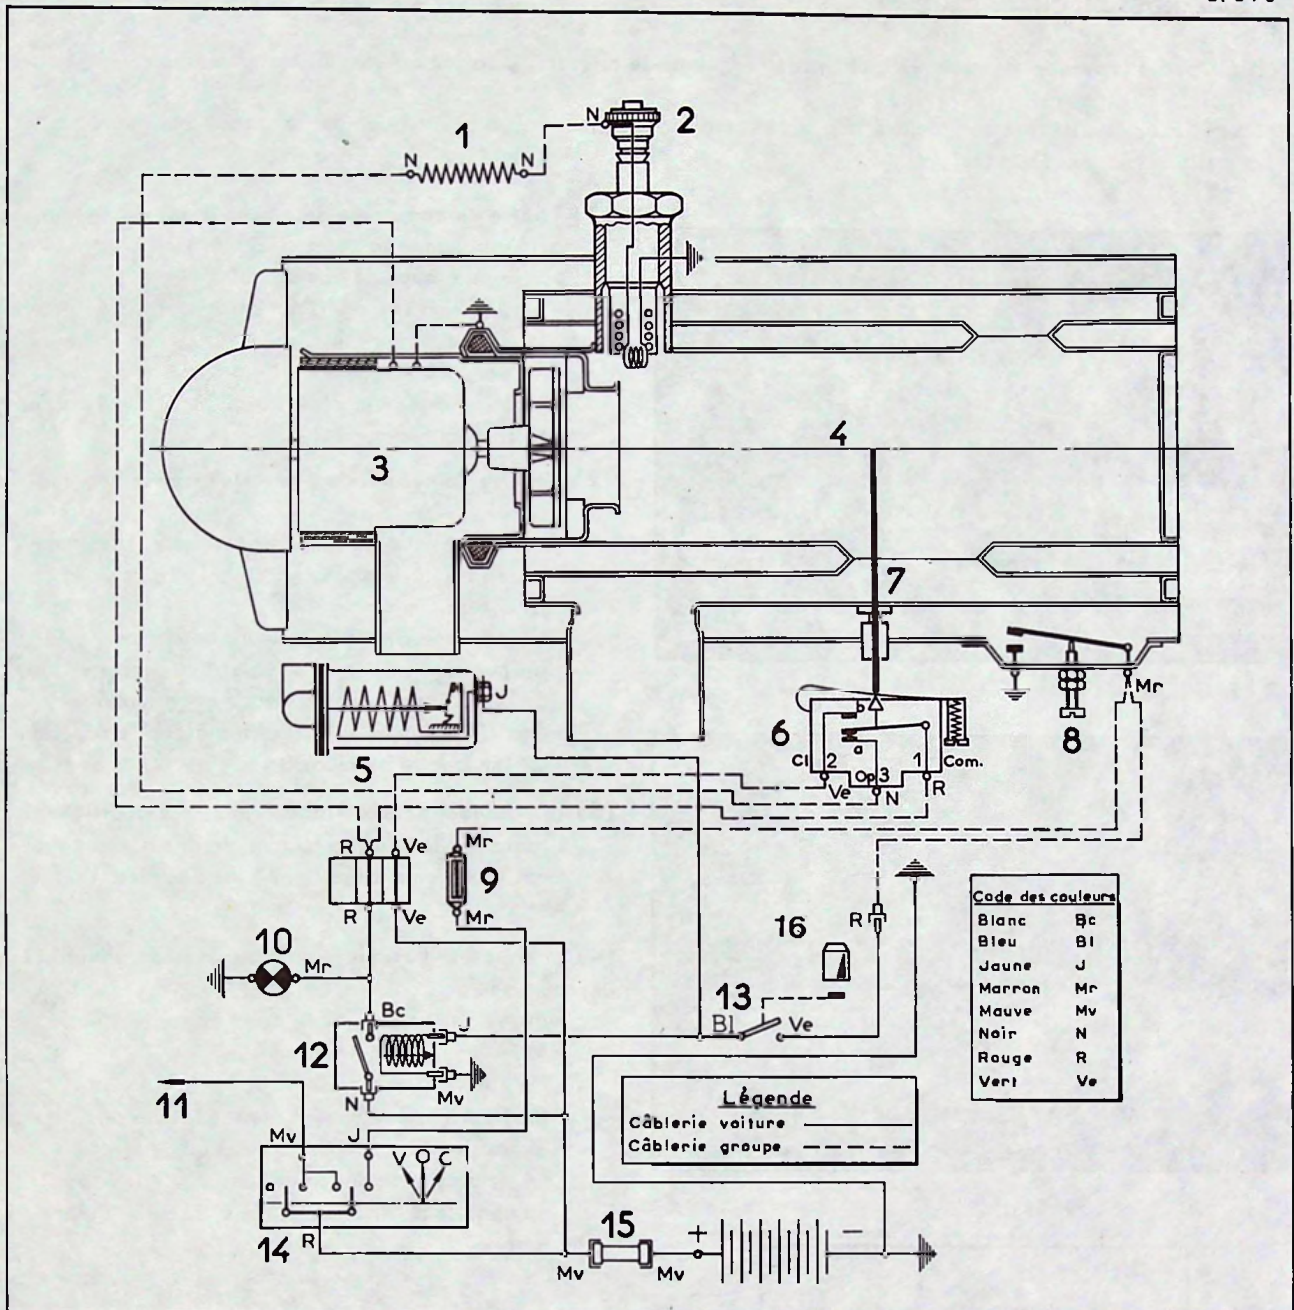 1
N
2
N
N
3
4
7
5
J
6
b
a
Cl
2
Op
3
1
Com.
Ve
N
R
8
Mr
R
Ve
Mr
9
R
Ve
Mr
10
Mr
R
16
13
Bl
Ve
Bc
J
12
N
Mv
11
Mv
J
V O C
a
14
R
15
Mv
Mv
+
−
Code des couleurs
Blanc Bc
Bleu Bl
Jaune J
Marron Mr
Mauve Mv
Noir N
Rouge R
Vert Ve
Légende
Câblerie voiture
Câblerie groupe